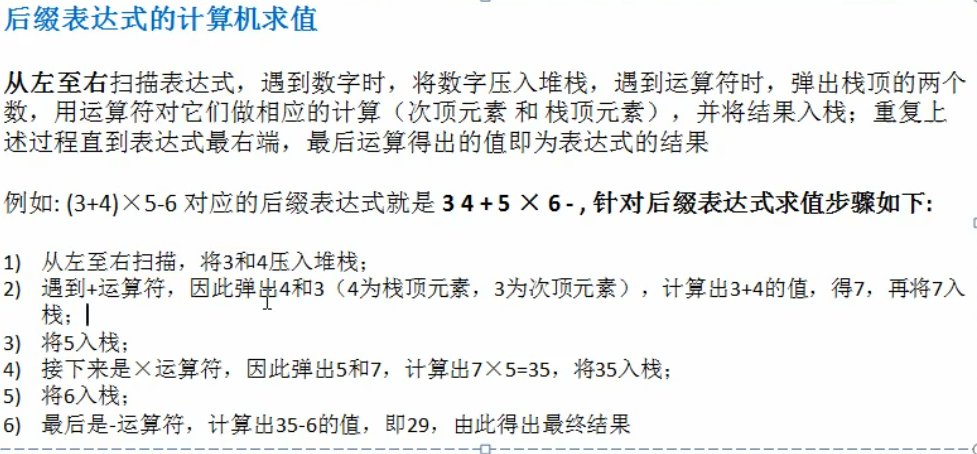 后缀表达式的计算机求值
从左至右扫描表达式，遇到数字时，将数字压入堆栈，遇到运算符时，弹出栈顶的两个
数，用运算符对它们做相应的计算（次顶元素 和 栈顶元素），并将结果入栈；重复上
述过程直到表达式最右端，最后运算得出的值即为表达式的结果
例如: (3+4)×5-6 对应的后缀表达式就是 3 4 + 5 × 6 - , 针对后缀表达式求值步骤如下:
1) 从左至右扫描，将3和4压入堆栈；
2) 遇到+运算符，因此弹出4和3（4为栈顶元素，3为次顶元素），计算出3+4的值，得7，再将7入
栈；
3) 将5入栈；
4) 接下来是×运算符，因此弹出5和7，计算出7×5=35，将35入栈；
5) 将6入栈；
6) 最后是-运算符，计算出35-6的值，即29，由此得出最终结果